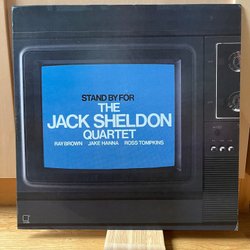 STAND BY FOR
THE
JACK SHELDON
QUARTET
RAY BROWN JAKE HANNA ROSS TOMPKINS